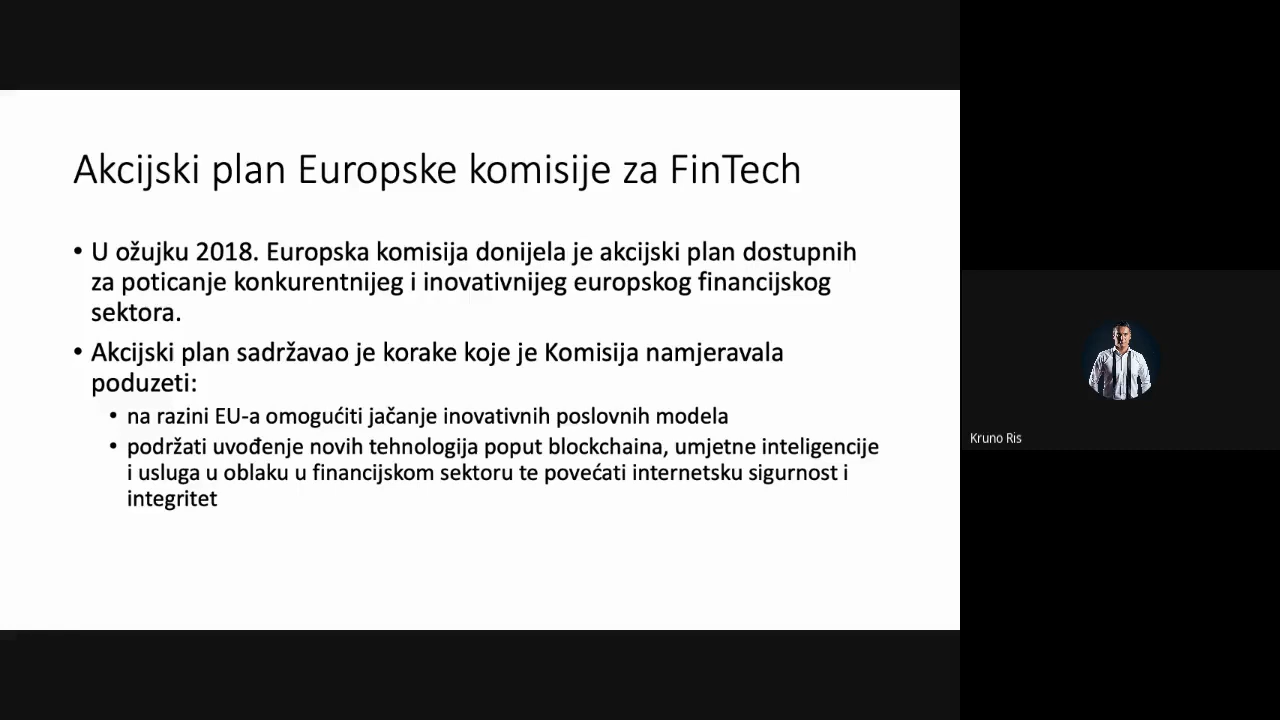 Akcijski plan Europske komisije za FinTech
• U ožujku 2018. Europska komisija donijela je akcijski plan dostupnih
za poticanje konkurentnijeg i inovativnijeg europskog financijskog
sektora.
• Akcijski plan sadržavao je korake koje je Komisija namjeravala
poduzeti:
• na razini EU-a omogućiti jačanje inovativnih poslovnih modela
• podržati uvođenje novih tehnologija poput blockchaina, umjetne inteligencije
i usluga u oblaku u financijskom sektoru te povećati internetsku sigurnost i
integritet
Kruno Ris